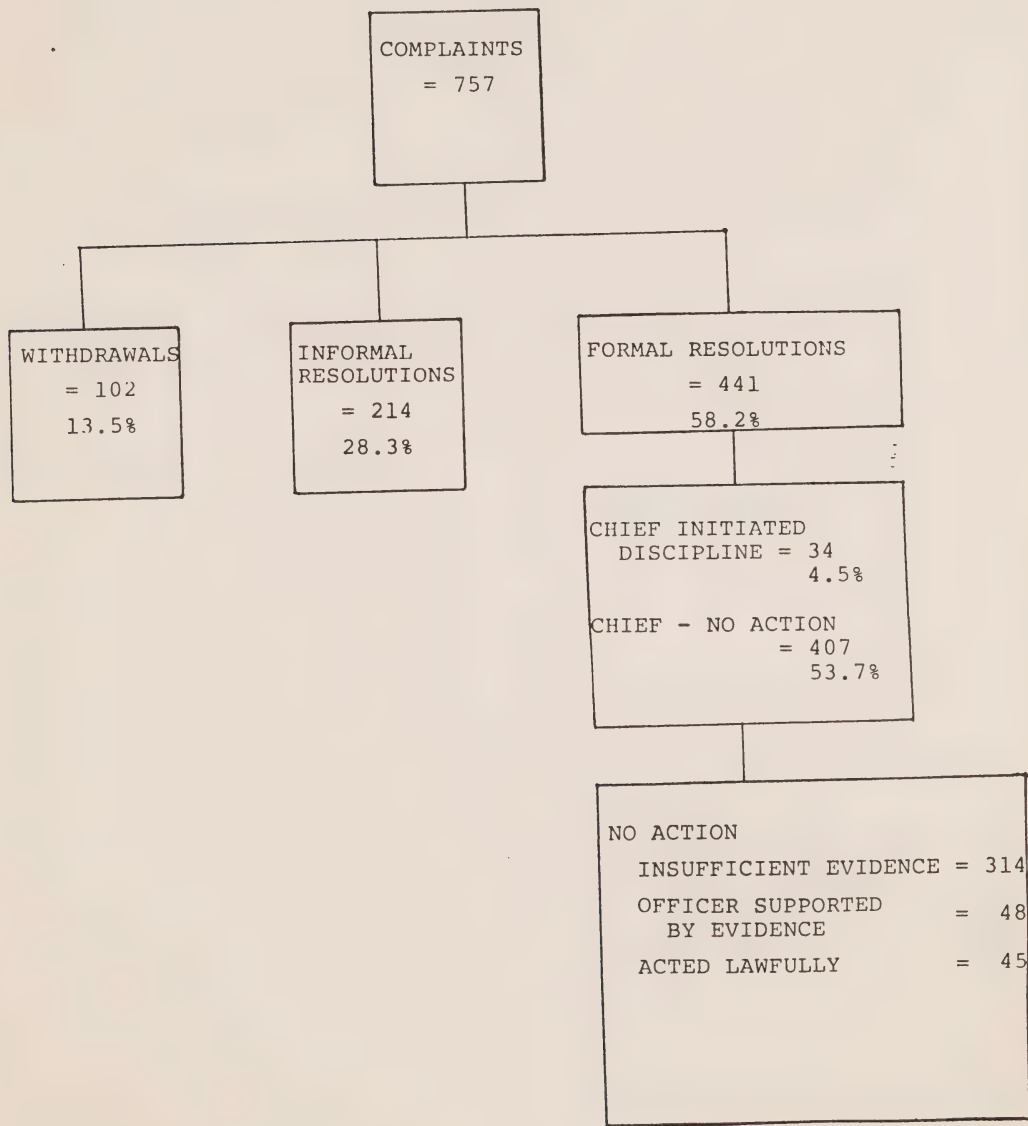 COMPLAINTS
= 757
WITHDRAWALS
= 102
13.5%
INFORMAL
RESOLUTIONS
= 214
28.3%
FORMAL RESOLUTIONS
= 441
58.2%
CHIEF INITIATED
DISCIPLINE = 34
4.5%
CHIEF - NO ACTION
= 407
53.7%
NO ACTION
INSUFFICIENT EVIDENCE = 314
OFFICER SUPPORTED
BY EVIDENCE = 48
ACTED LAWFULLY = 45